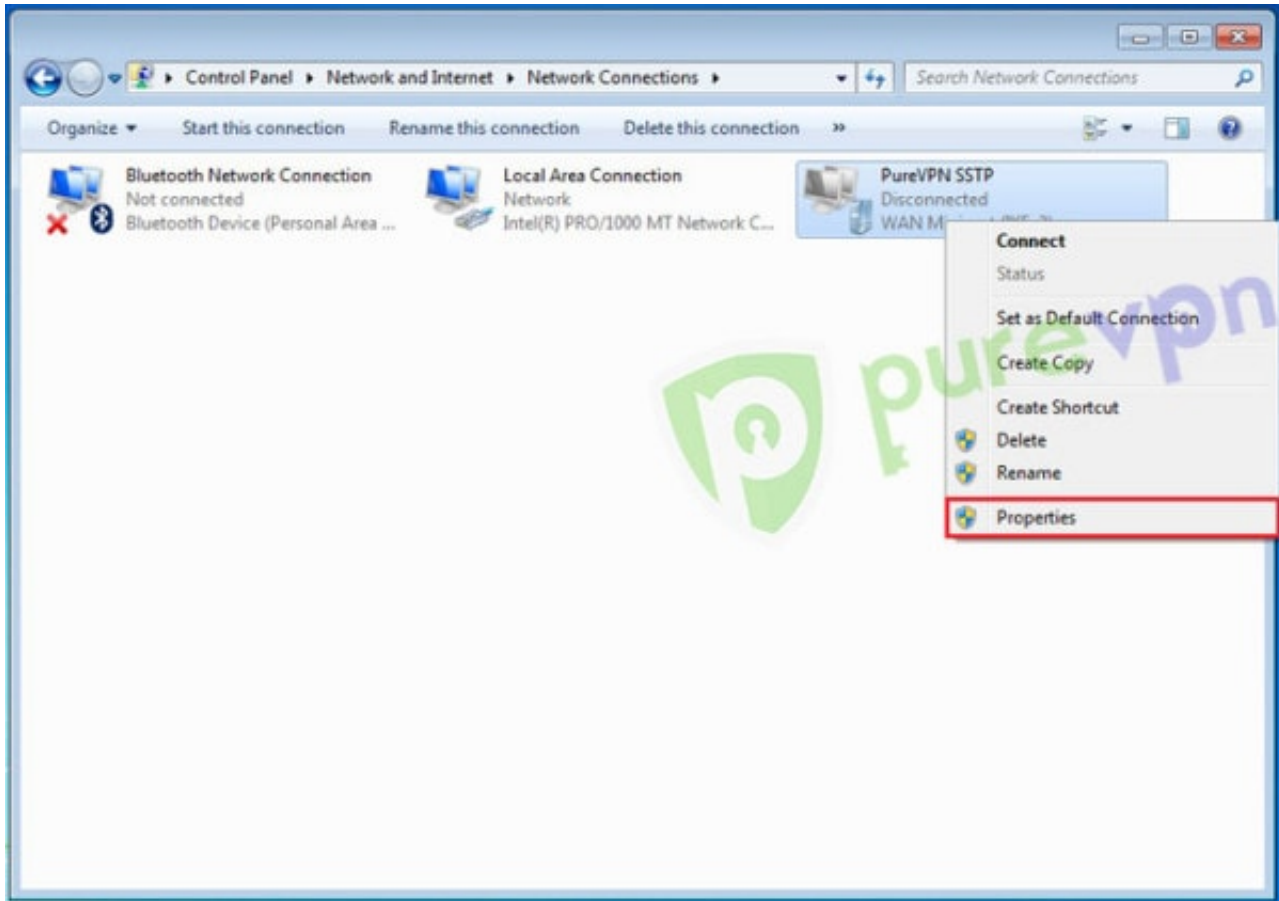 Control Panel Network and Internet Network Connections
Search Network Connections
Organize Start this connection Rename this connection Delete this connection »
Bluetooth Network Connection
Not connected
Bluetooth Device (Personal Area ...
Local Area Connection
Network
Intel(R) PRO/1000 MT Network C...
PureVPN SSTP
Disconnected
WAN
Connect
Status
Set as Default Connection
Create Copy
Create Shortcut
Delete
Rename
Properties
purevpn